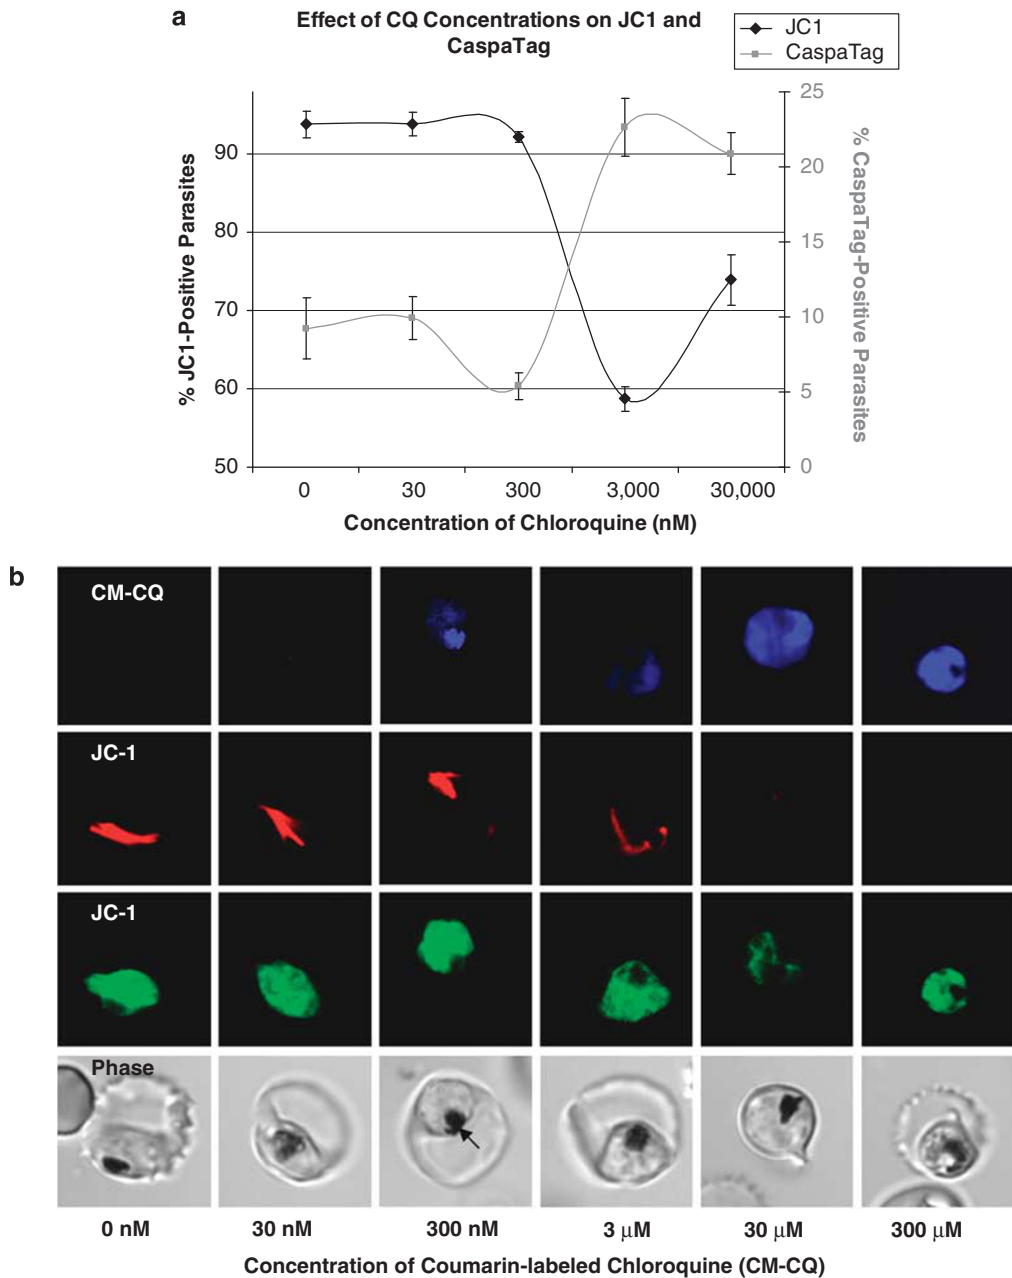 a
Effect of CQ Concentrations on JC1 and
CaspaTag
JC1
CaspaTag
% JC1-Positive Parasites
90
80
70
60
50
25
20
15
10
5
0
% CaspaTag-Positive Parasites
0 30 300 3,000 30,000
Concentration of Chloroquine (nM)
b
CM-CQ
JC-1
JC-1
Phase
0 nM 30 nM 300 nM 3 μM 30 μM 300 μM
Concentration of Coumarin-labeled Chloroquine (CM-CQ)